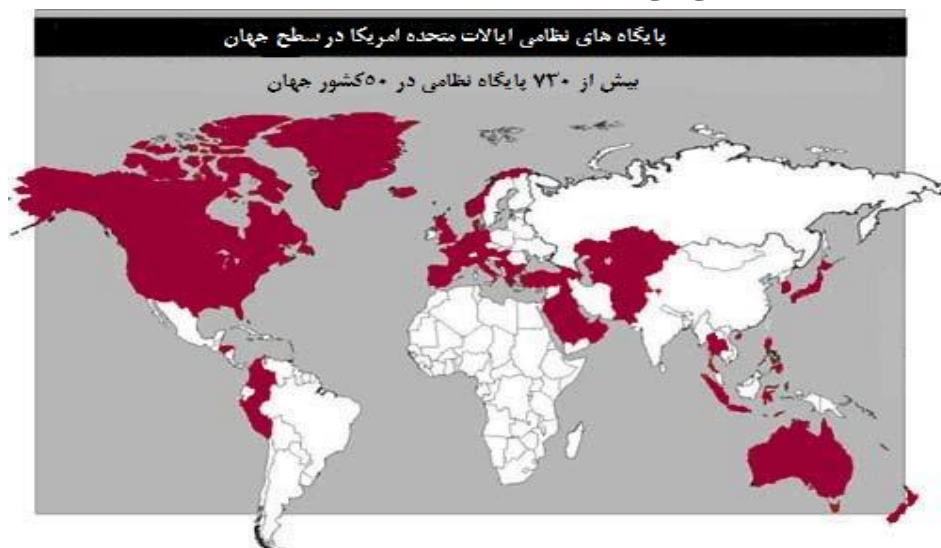 پایگاه های نظامی ایالات متحده امریکا در سطح جهان
بیش از ۷۳۰ پایگاه نظامی در ۵۰کشور جهان